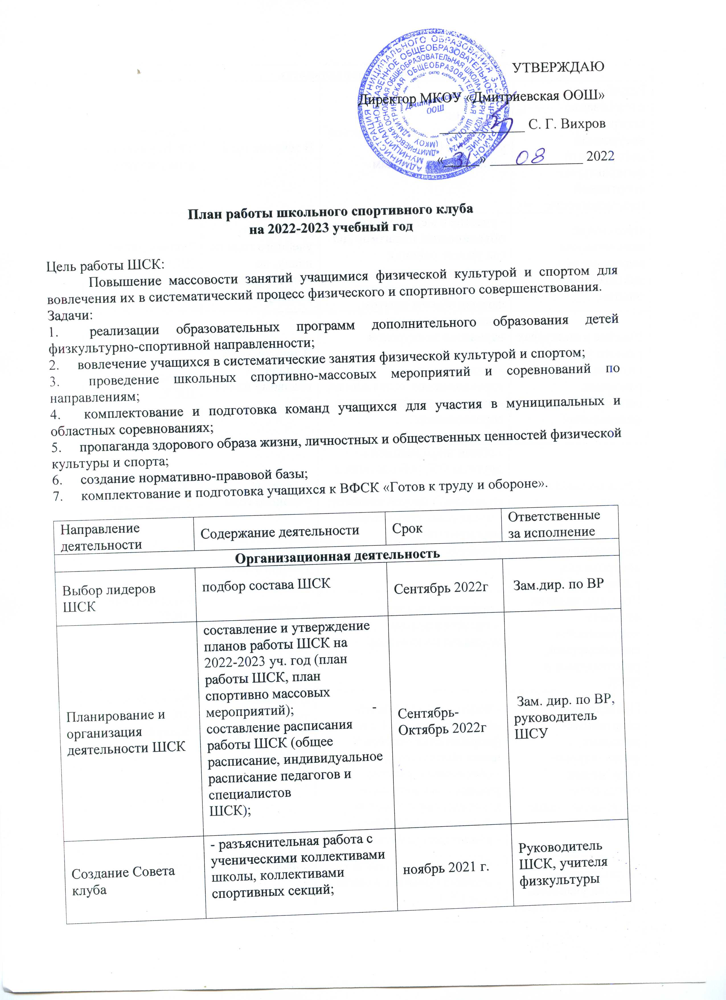 УТВЕРЖДАЮ
Директор МКОУ «Дмитриевская ООШ»
____________ С. Г. Вихров
«31» 08 2022
Дмитриевская
ООШ
План работы школьного спортивного клуба
на 2022-2023 учебный год
Цель работы ШСК:
Повышение массовости занятий учащимися физической культурой и спортом для
вовлечения их в систематический процесс физического и спортивного совершенствования.
Задачи:
1. реализации образовательных программ дополнительного образования детей
физкультурно-спортивной направленности;
2. вовлечение учащихся в систематические занятия физической культурой и спортом;
3. проведение школьных спортивно-массовых мероприятий и соревнований по
направлениям;
4. комплектование и подготовка команд учащихся для участия в муниципальных и
областных соревнованиях;
5. пропаганда здорового образа жизни, личностных и общественных ценностей физической
культуры и спорта;
6. создание нормативно-правовой базы;
7. комплектование и подготовка учащихся к ВФСК «Готов к труду и обороне».
Направление
деятельности
Содержание деятельности
Срок
Ответственные
за исполнение
Организационная деятельность
Выбор лидеров
ШСК
подбор состава ШСК
Сентябрь 2022г
Зам.дир. по ВР
Планирование и
организация
деятельности ШСК
составление и утверждение
планов работы ШСК на
2022-2023 уч. год (план
работы ШСК, план
спортивно массовых
мероприятий); -
составление расписания
работы ШСК (общее
расписание, индивидуальное
расписание педагогов и
специалистов
ШСК);
Сентябрь-
Октябрь 2022г
Зам. дир. по ВР,
руководитель
ШСУ
Создание Совета
клуба
- разъяснительная работа с
ученическими коллективами
школы, коллективами
спортивных секций;
ноябрь 2021 г.
Руководитель
ШСК, учителя
физкультуры